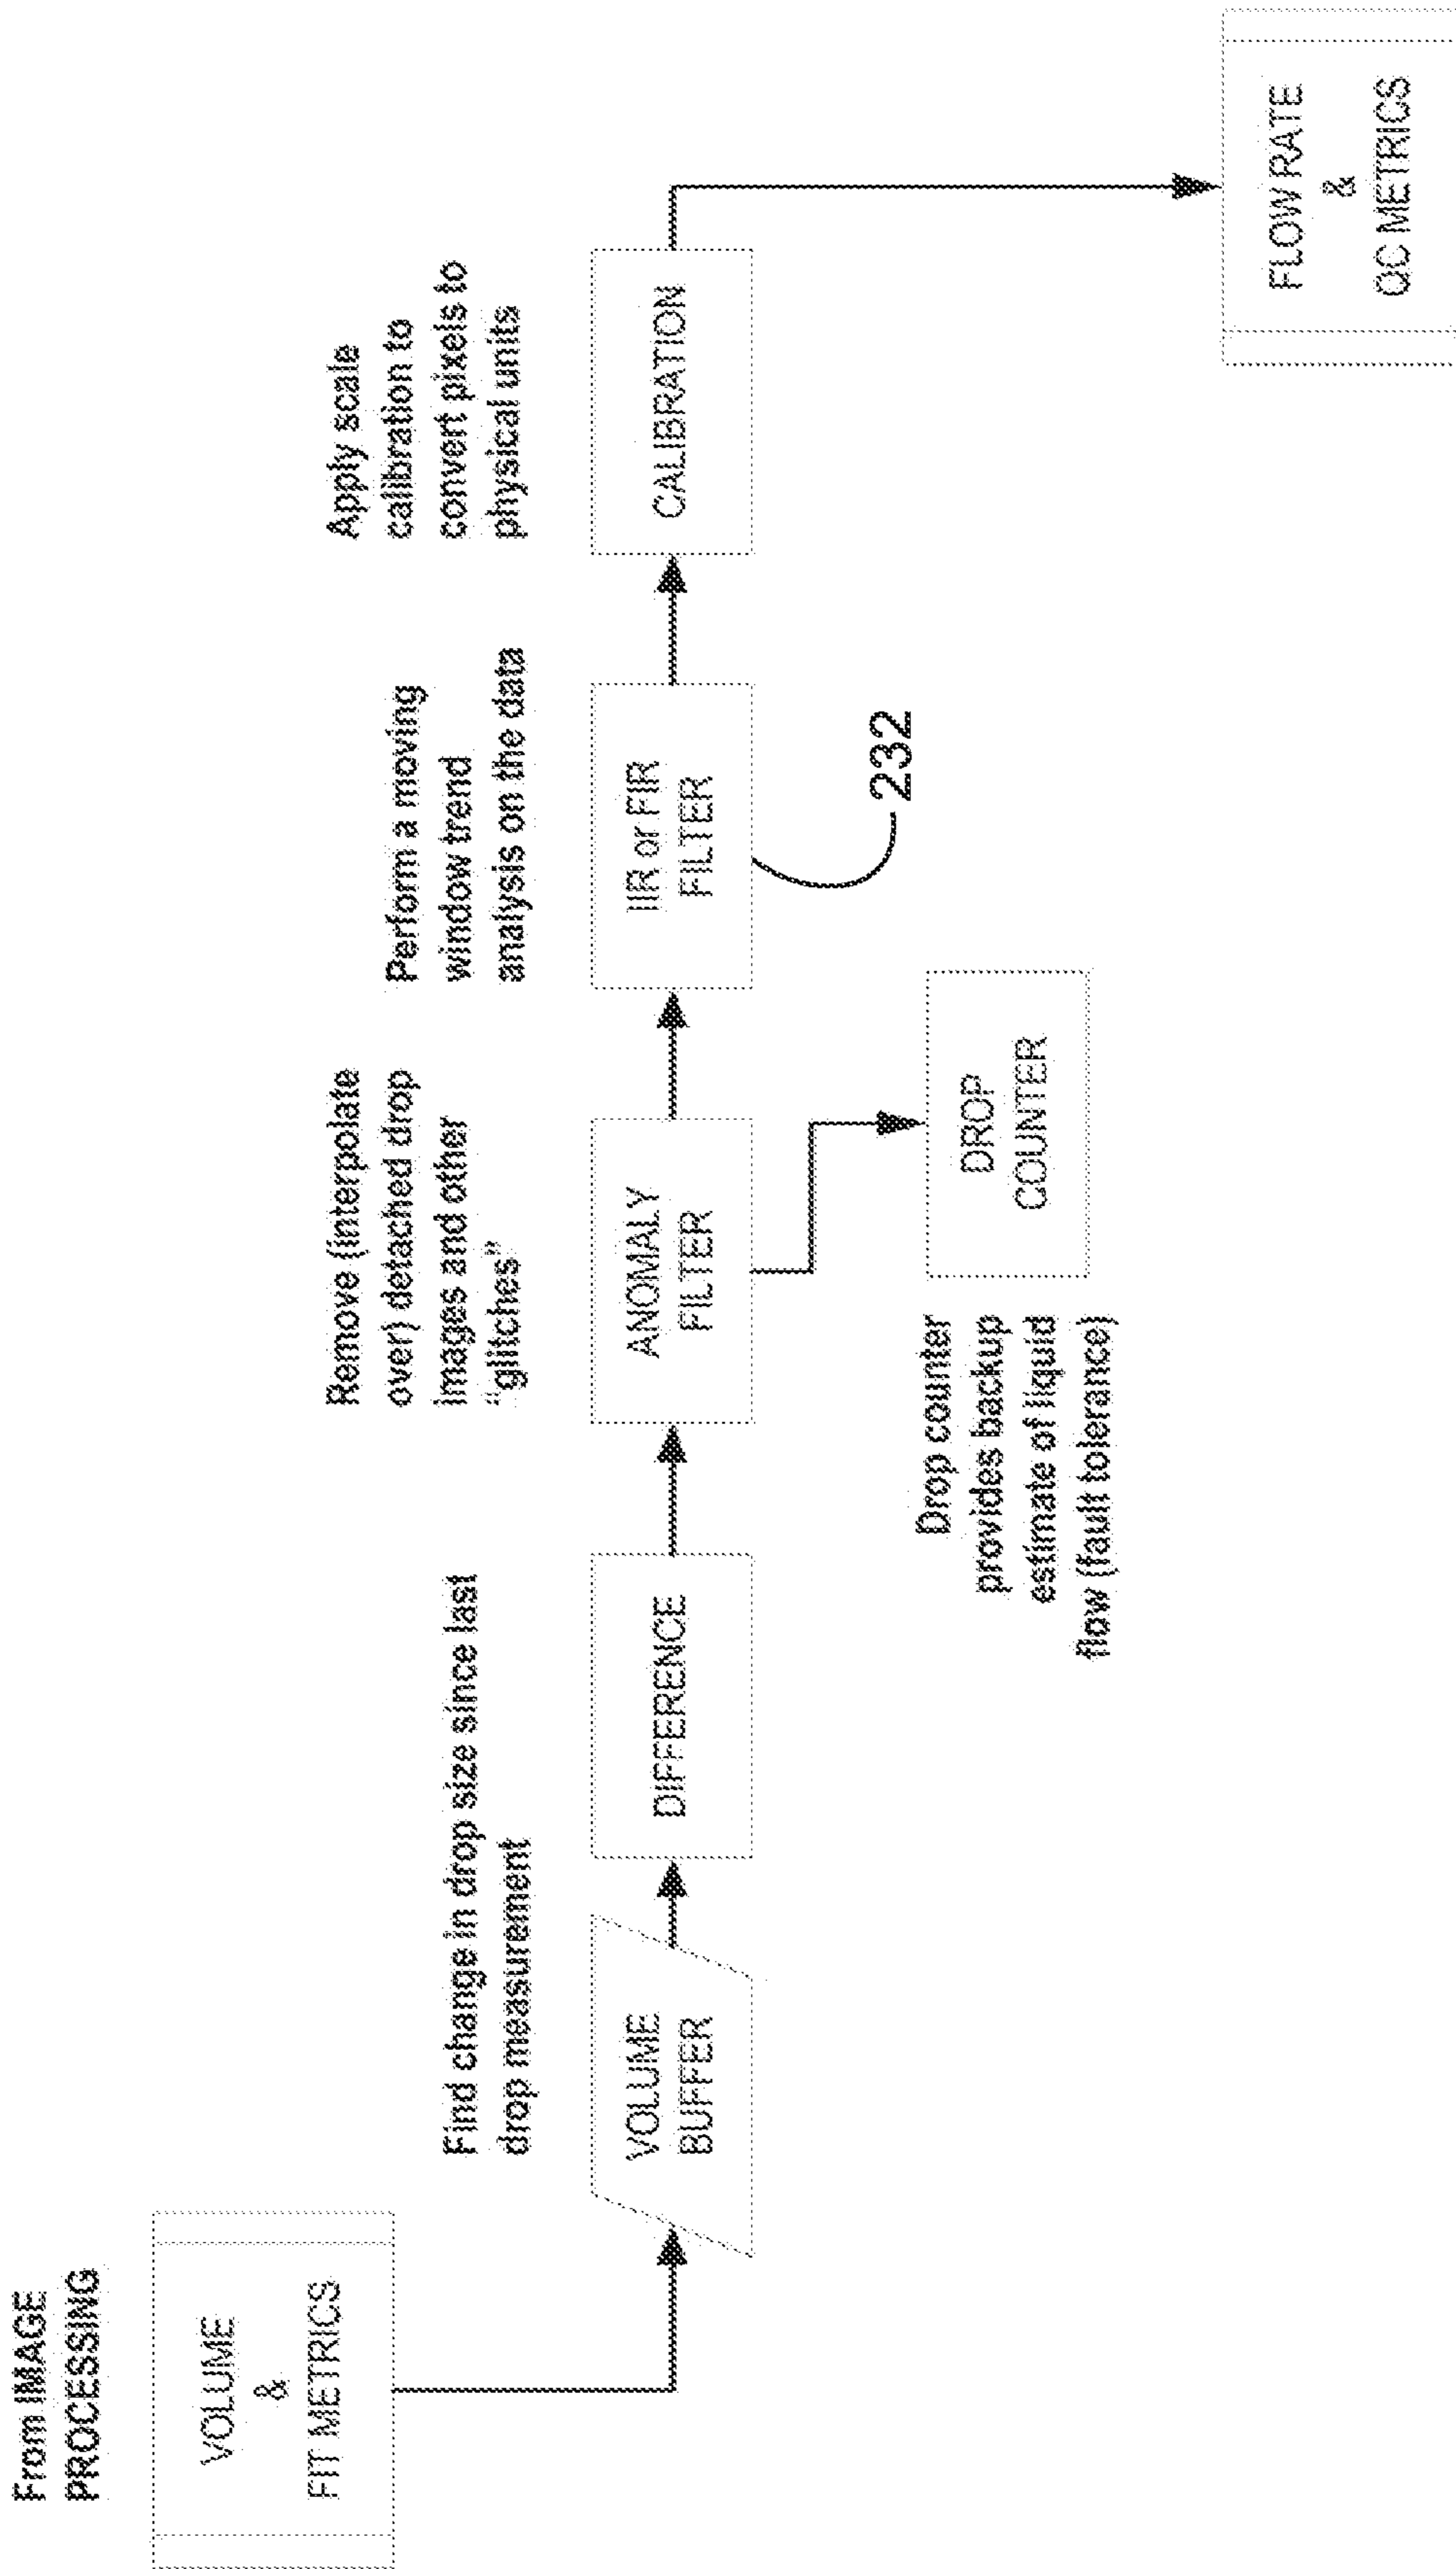 From IMAGE
PROCESSING
VOLUME
&
FIT METRICS
Find change in drop size since last
drop measurement
VOLUME
BUFFER
DIFFERENCE
Remove (interpolate
over) detached drop
images and other
"glitches"
ANOMALY
FILTER
Drop counter
provides backup
estimate of liquid
flow (fault tolerance)
DROP
COUNTER
Perform a moving
window trend
analysis on the data
IIR or FIR
FILTER
232
Apply scale
calibration to
convert pixels to
physical units
CALIBRATION
FLOW RATE
&
QC METRICS